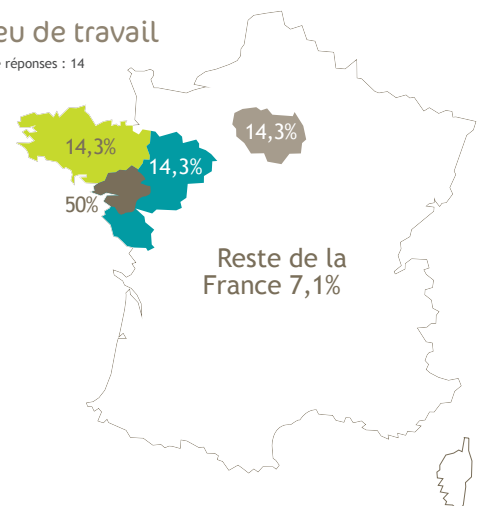 eu de travail
réponses : 14
14,3%
14,3%
14,3%
50%
Reste de la
France 7,1%